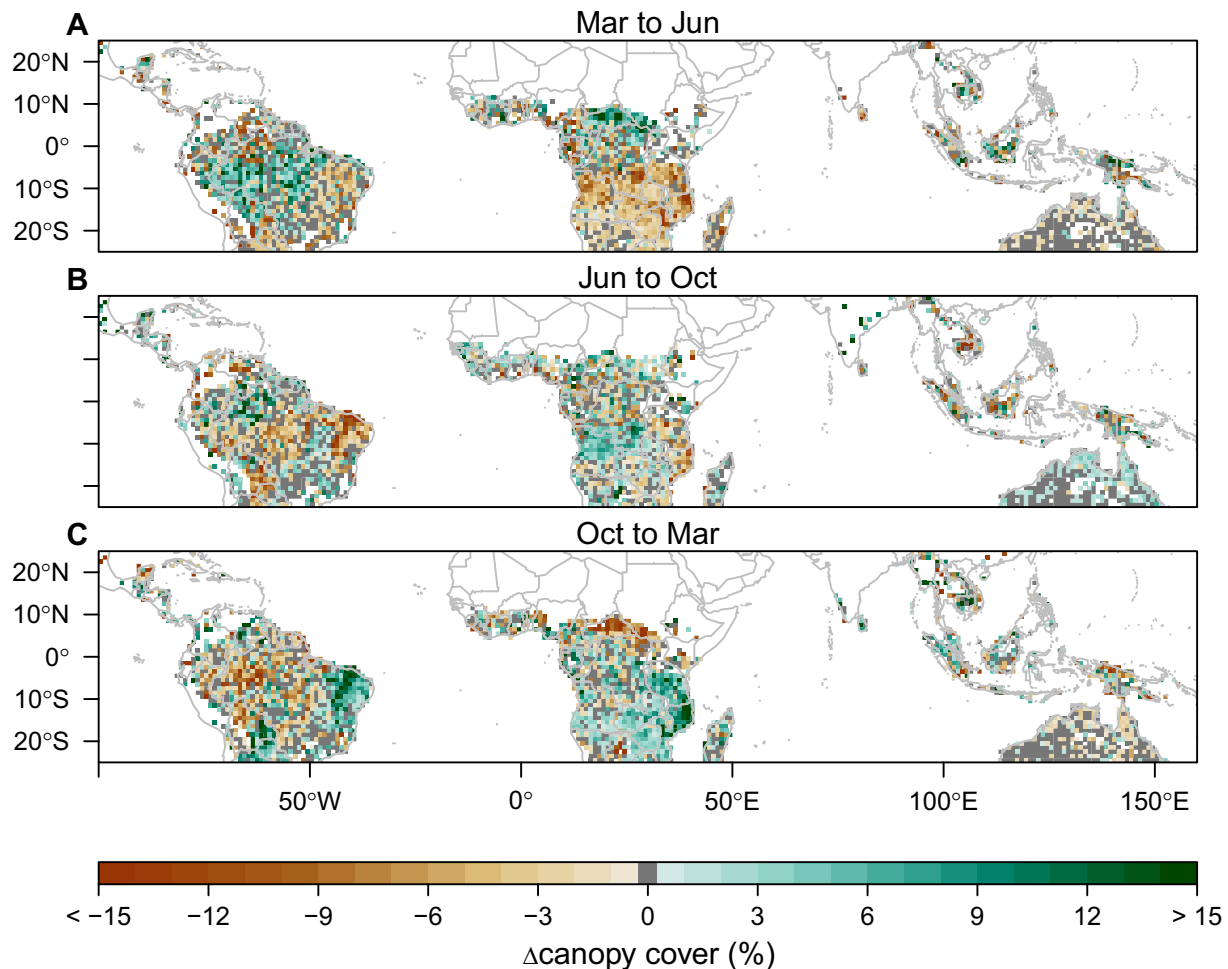 A
Mar to Jun
20°N
10°N
0°
10°S
20°S
B
Jun to Oct
C
Oct to Mar
20°N
10°N
0°
10°S
20°S
50°W 0° 50°E 100°E 150°E
< −15 −12 −9 −6 −3 0 3 6 9 12 > 15
Δcanopy cover (%)